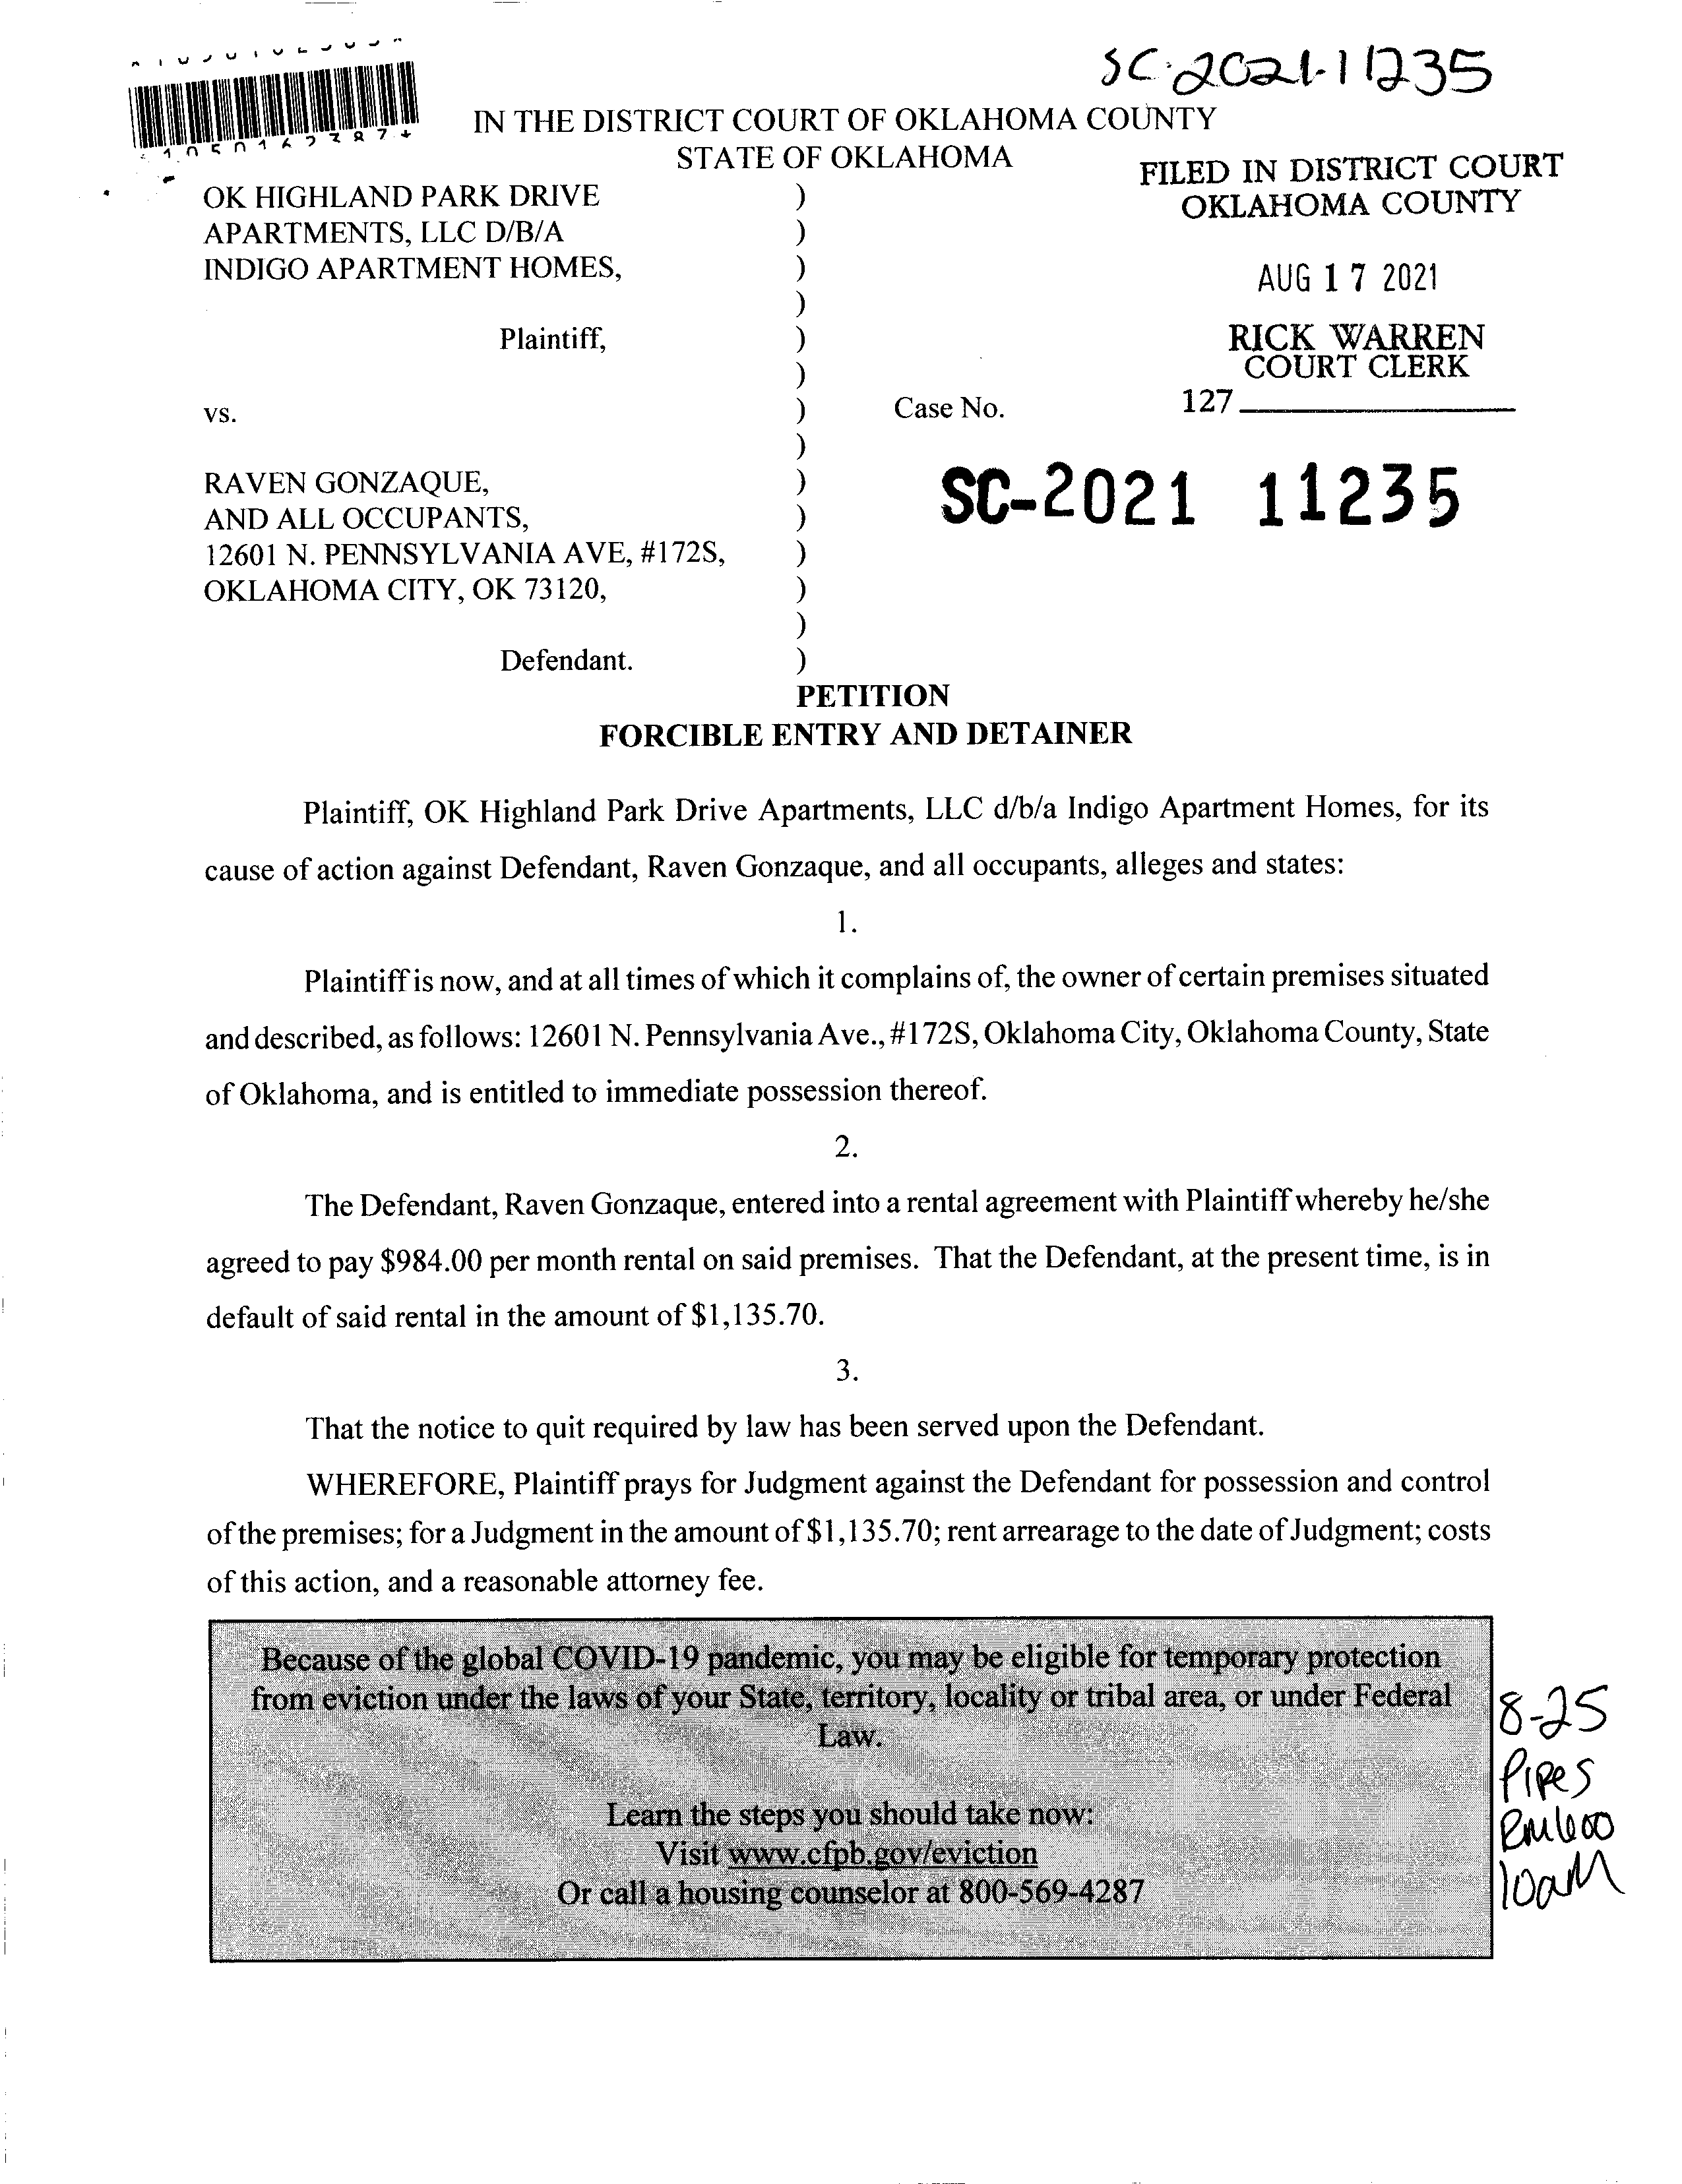 SC-2021-11235
IN THE DISTRICT COURT OF OKLAHOMA COUNTY
STATE OF OKLAHOMA
FILED IN DISTRICT COURT
OKLAHOMA COUNTY
OK HIGHLAND PARK DRIVE )
APARTMENTS, LLC D/B/A )
INDIGO APARTMENT HOMES, )
AUG 17 2021
)
Plaintiff, )
RICK WARREN
COURT CLERK
)
vs. ) Case No. 127
)
RAVEN GONZAQUE, )
SC-2021 11235
AND ALL OCCUPANTS, )
12601 N. PENNSYLVANIA AVE, #172S, )
OKLAHOMA CITY, OK 73120, )
)
Defendant. )
PETITION
FORCIBLE ENTRY AND DETAINER
Plaintiff, OK Highland Park Drive Apartments, LLC d/b/a Indigo Apartment Homes, for its
cause of action against Defendant, Raven Gonzaque, and all occupants, alleges and states:
1.
Plaintiff is now, and at all times of which it complains of, the owner of certain premises situated
and described, as follows: 12601 N. Pennsylvania Ave., #172S, Oklahoma City, Oklahoma County, State
of Oklahoma, and is entitled to immediate possession thereof.
2.
The Defendant, Raven Gonzaque, entered into a rental agreement with Plaintiff whereby he/she
agreed to pay $984.00 per month rental on said premises. That the Defendant, at the present time, is in
default of said rental in the amount of $1,135.70.
3.
That the notice to quit required by law has been served upon the Defendant.
WHEREFORE, Plaintiff prays for Judgment against the Defendant for possession and control
of the premises; for a Judgment in the amount of $1,135.70; rent arrearage to the date of Judgment; costs
of this action, and a reasonable attorney fee.
Because of the global COVID-19 pandemic, you may be eligible for temporary protection
from eviction under the laws of your State, territory, locality or tribal area, or under Federal
Law.
Learn the steps you should take now:
Visit www.cfpb.gov/eviction
Or call a housing counselor at 800-569-4287
8-25
Pipes
Rm600
10am